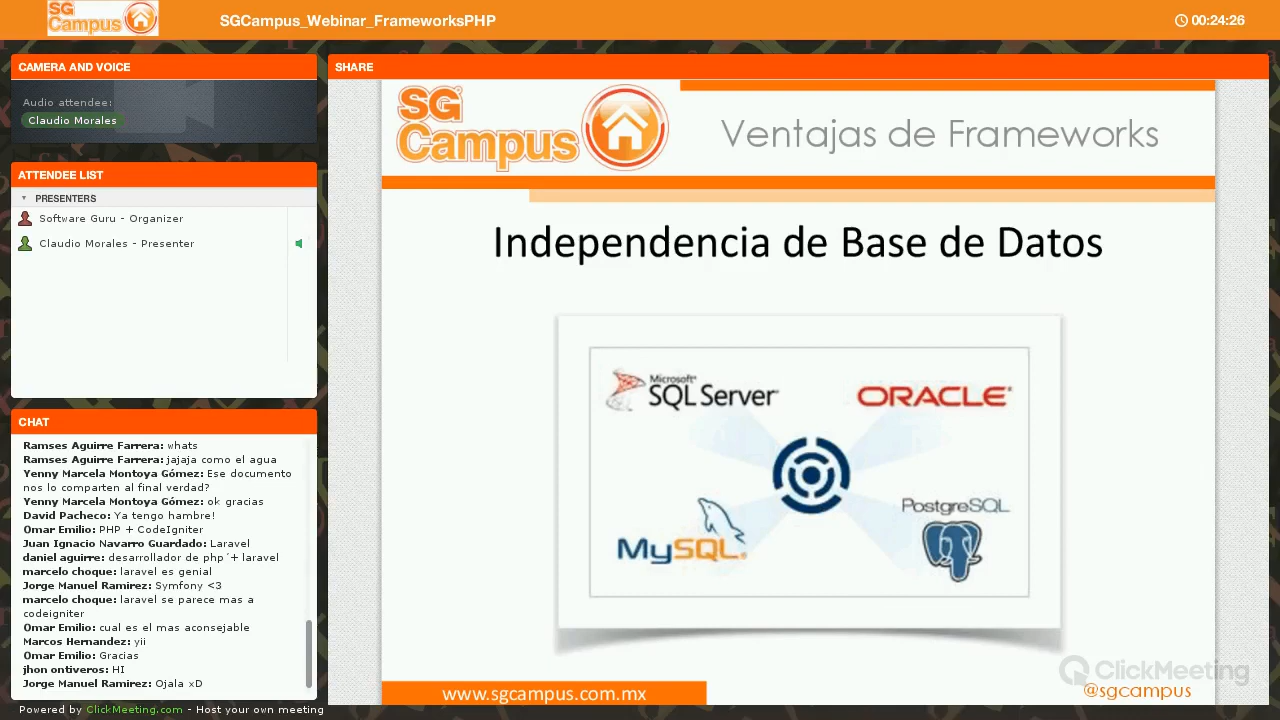 SG Campus
SGCampus_Webinar_FrameworksPHP
00:24:26
CAMERA AND VOICE
Audio attendee:
Claudio Morales
ATTENDEE LIST
PRESENTERS
Software Guru - Organizer
Claudio Morales - Presenter
CHAT
Ramses Aguirre Farrera: whats
Ramses Aguirre Farrera: jajaja como el agua
Yenny Marcela Montoya Gómez: Ese documento
nos lo comparten al final verdad?
Yenny Marcela Montoya Gómez: ok gracias
David Pacheco: Ya tengo hambre!
Omar Emilio: PHP + CodeIgniter
Juan Ignacio Navarro Guardado: Laravel
daniel aguirre: desarrollador de php´+ laravel
marcelo choque: laravel es genial
Jorge Manuel Ramirez: Symfony <3
marcelo choque: laravel se parece mas a
codeigniter
Omar Emilio: cual es el mas aconsejable
Marcos Hernandez: yii
Omar Emilio: Gracias
jhon ontiveros: HI
Jorge Manuel Ramirez: Ojala xD
Powered by ClickMeeting.com - Host your own meeting
SHARE
SG
Campus
Ventajas de Frameworks
Independencia de Base de Datos
Microsoft®
SQL Server
ORACLE®
MySQL®
PostgreSQL
ClickMeeting
www.sgcampus.com.mx
@sgcampus